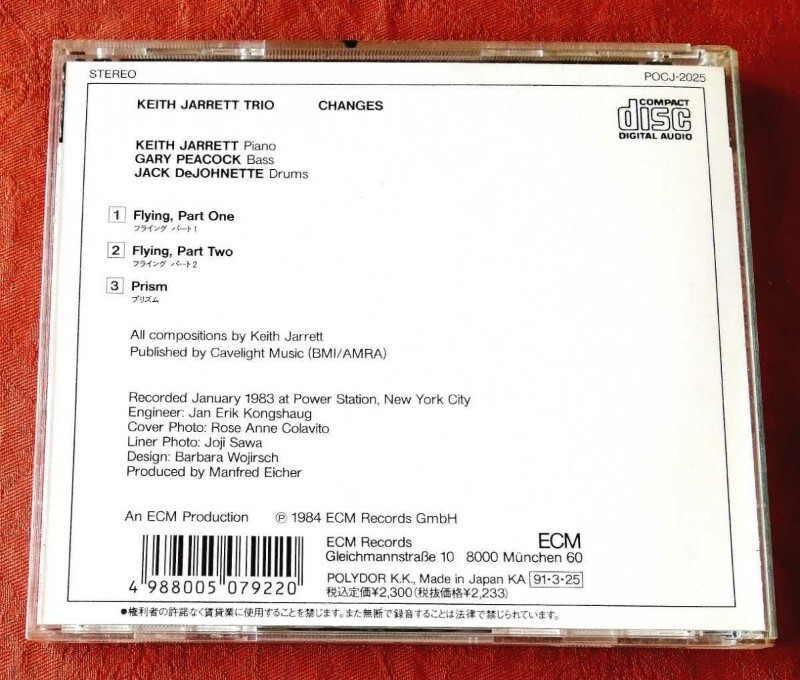 STEREO
POCJ-2025
KEITH JARRETT TRIO CHANGES
COMPACT
disc
DIGITAL AUDIO
KEITH JARRETT Piano
GARY PEACOCK Bass
JACK DeJOHNETTE Drums
1 Flying, Part One
フライング パート1
2 Flying, Part Two
フライング パート2
3 Prism
プリズム
All compositions by Keith Jarrett
Published by Cavelight Music (BMI/AMRA)
Recorded January 1983 at Power Station, New York City
Engineer: Jan Erik Kongshaug
Cover Photo: Rose Anne Colavito
Liner Photo: Joji Sawa
Design: Barbara Wojirsch
Produced by Manfred Eicher
An ECM Production ℗ 1984 ECM Records GmbH
ECM Records ECM
Gleichmannstraße 10 8000 München 60
POLYDOR K.K., Made in Japan KA 91・3・25
税込定価¥2,300(税抜価格¥2,233)
4 988005 079220
●権利者の許諾なく賃貸業に使用することを禁じます。また無断で録音することは法律で禁じられています。